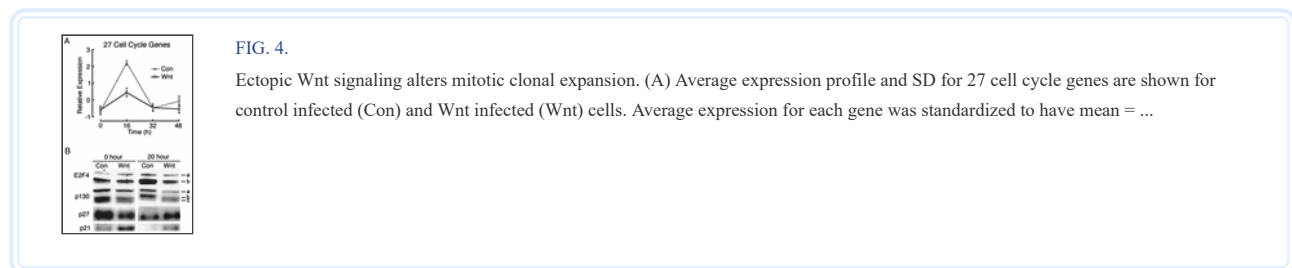 FIG. 4.
Ectopic Wnt signaling alters mitotic clonal expansion. (A) Average expression profile and SD for 27 cell cycle genes are shown for
control infected (Con) and Wnt infected (Wnt) cells. Average expression for each gene was standardized to have mean = ...
A
27 Cell Cycle Genes
Relative Expression
3
2
1
0
-1
Con
Wnt
0 16 32 48
Time (h)
B
0 hour 20 hour
Con Wnt Con Wnt
E2F4
p130
p27
p21